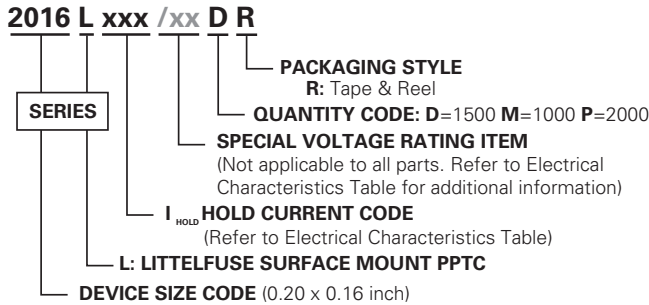 2016 L xxx /xx D R
PACKAGING STYLE
R: Tape & Reel
SERIES
QUANTITY CODE: D=1500 M=1000 P=2000
SPECIAL VOLTAGE RATING ITEM
(Not applicable to all parts. Refer to Electrical
Characteristics Table for additional information)
I HOLD HOLD CURRENT CODE
(Refer to Electrical Characteristics Table)
L: LITTELFUSE SURFACE MOUNT PPTC
DEVICE SIZE CODE (0.20 x 0.16 inch)